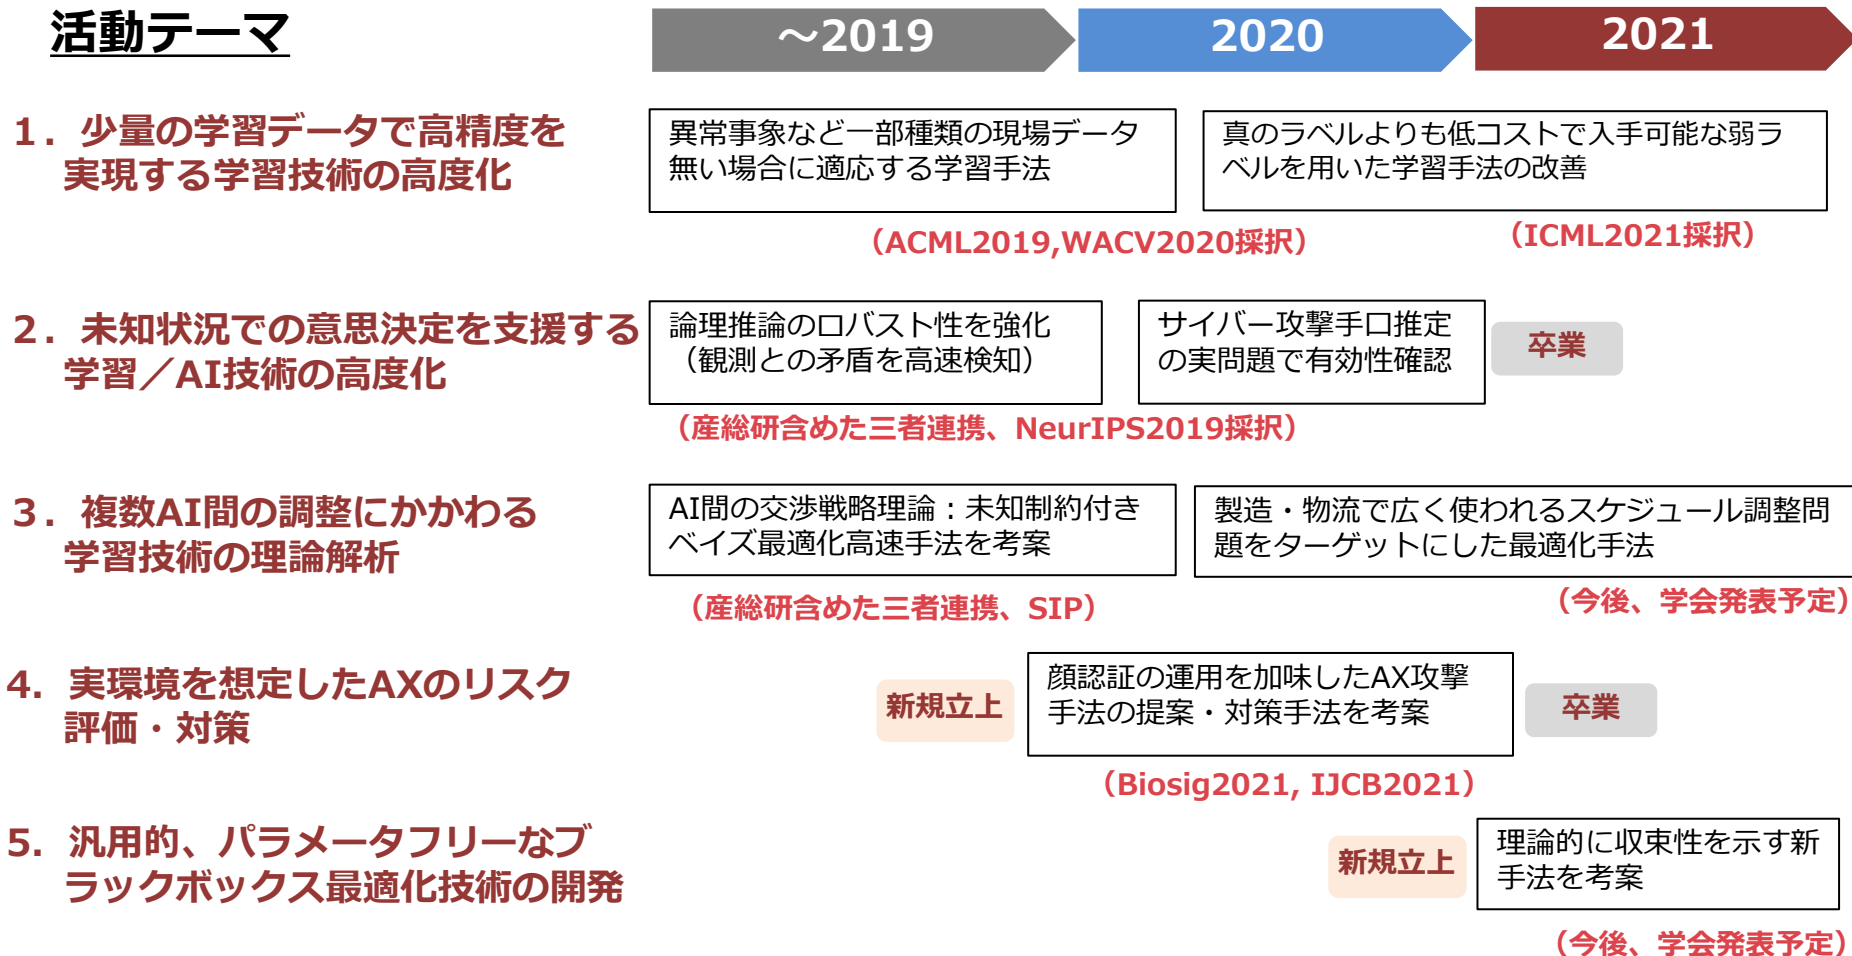 活動テーマ
～2019
2020
2021
１．少量の学習データで高精度を
実現する学習技術の高度化
異常事象など一部種類の現場データ
無い場合に適応する学習手法
真のラベルよりも低コストで入手可能な弱ラ
ベルを用いた学習手法の改善
（ACML2019,WACV2020採択）
（ICML2021採択）
２．未知状況での意思決定を支援する
学習／AI技術の高度化
論理推論のロバスト性を強化
（観測との矛盾を高速検知）
サイバー攻撃手口推定
の実問題で有効性確認
卒業
（産総研含めた三者連携、NeurIPS2019採択）
３．複数AI間の調整にかかわる
学習技術の理論解析
AI間の交渉戦略理論：未知制約付き
ベイズ最適化高速手法を考案
製造・物流で広く使われるスケジュール調整問
題をターゲットにした最適化手法
（産総研含めた三者連携、SIP）
（今後、学会発表予定）
4. 実環境を想定したAXのリスク
評価・対策
新規立上
顔認証の運用を加味したAX攻撃
手法の提案・対策手法を考案
卒業
（Biosig2021, IJCB2021）
5. 汎用的、パラメータフリーなブ
ラックボックス最適化技術の開発
新規立上
理論的に収束性を示す新
手法を考案
（今後、学会発表予定）